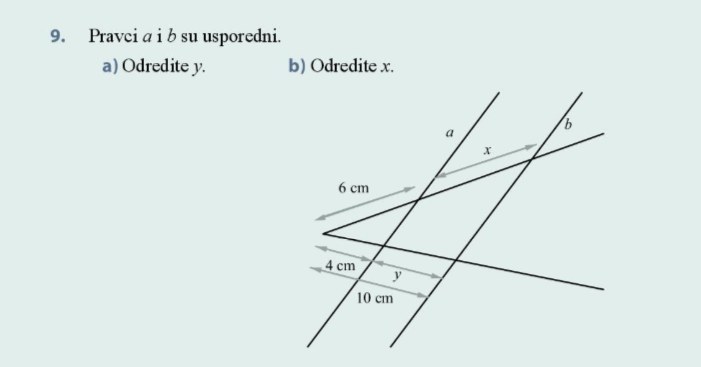 9. Pravci a i b su usporedni.
a) Odredite y. b) Odredite x.
a
b
x
6 cm
4 cm
y
10 cm